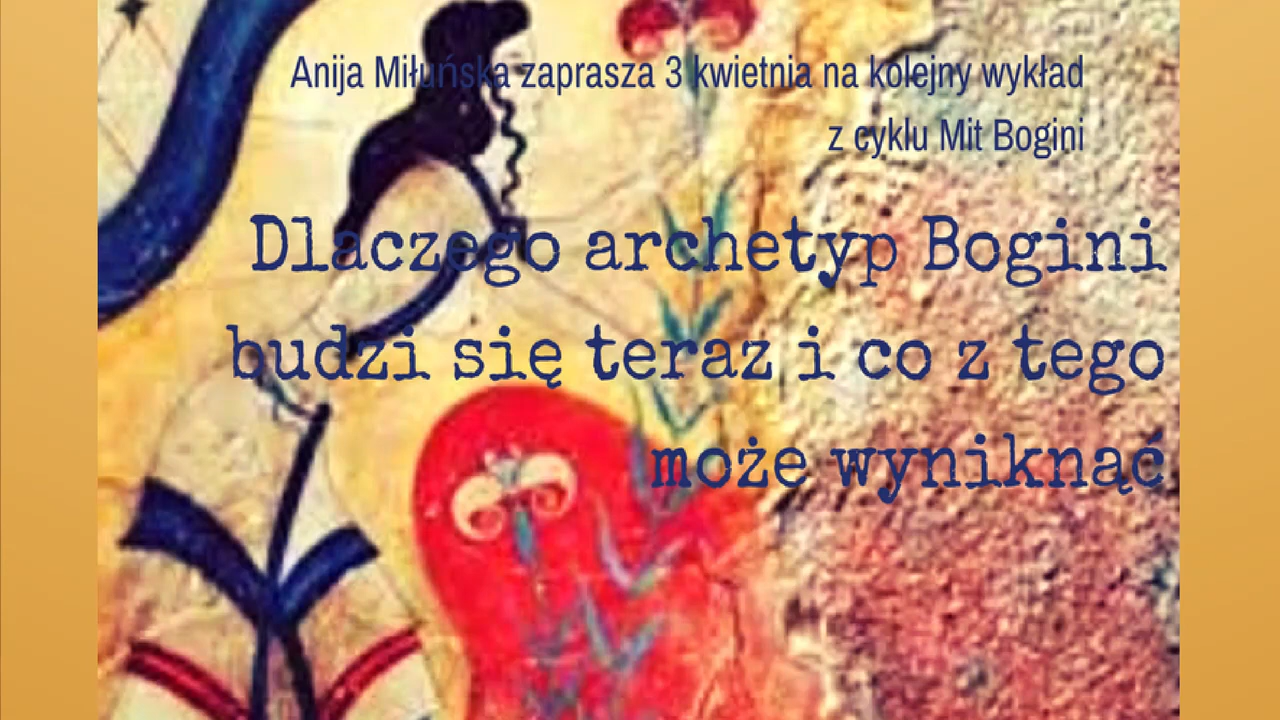 Anija Miłuńska zaprasza 3 kwietnia na kolejny wykład
z cyklu Mit Bogini
Dlaczego archetyp Bogini
budzi się teraz i co z tego
może wyniknąć